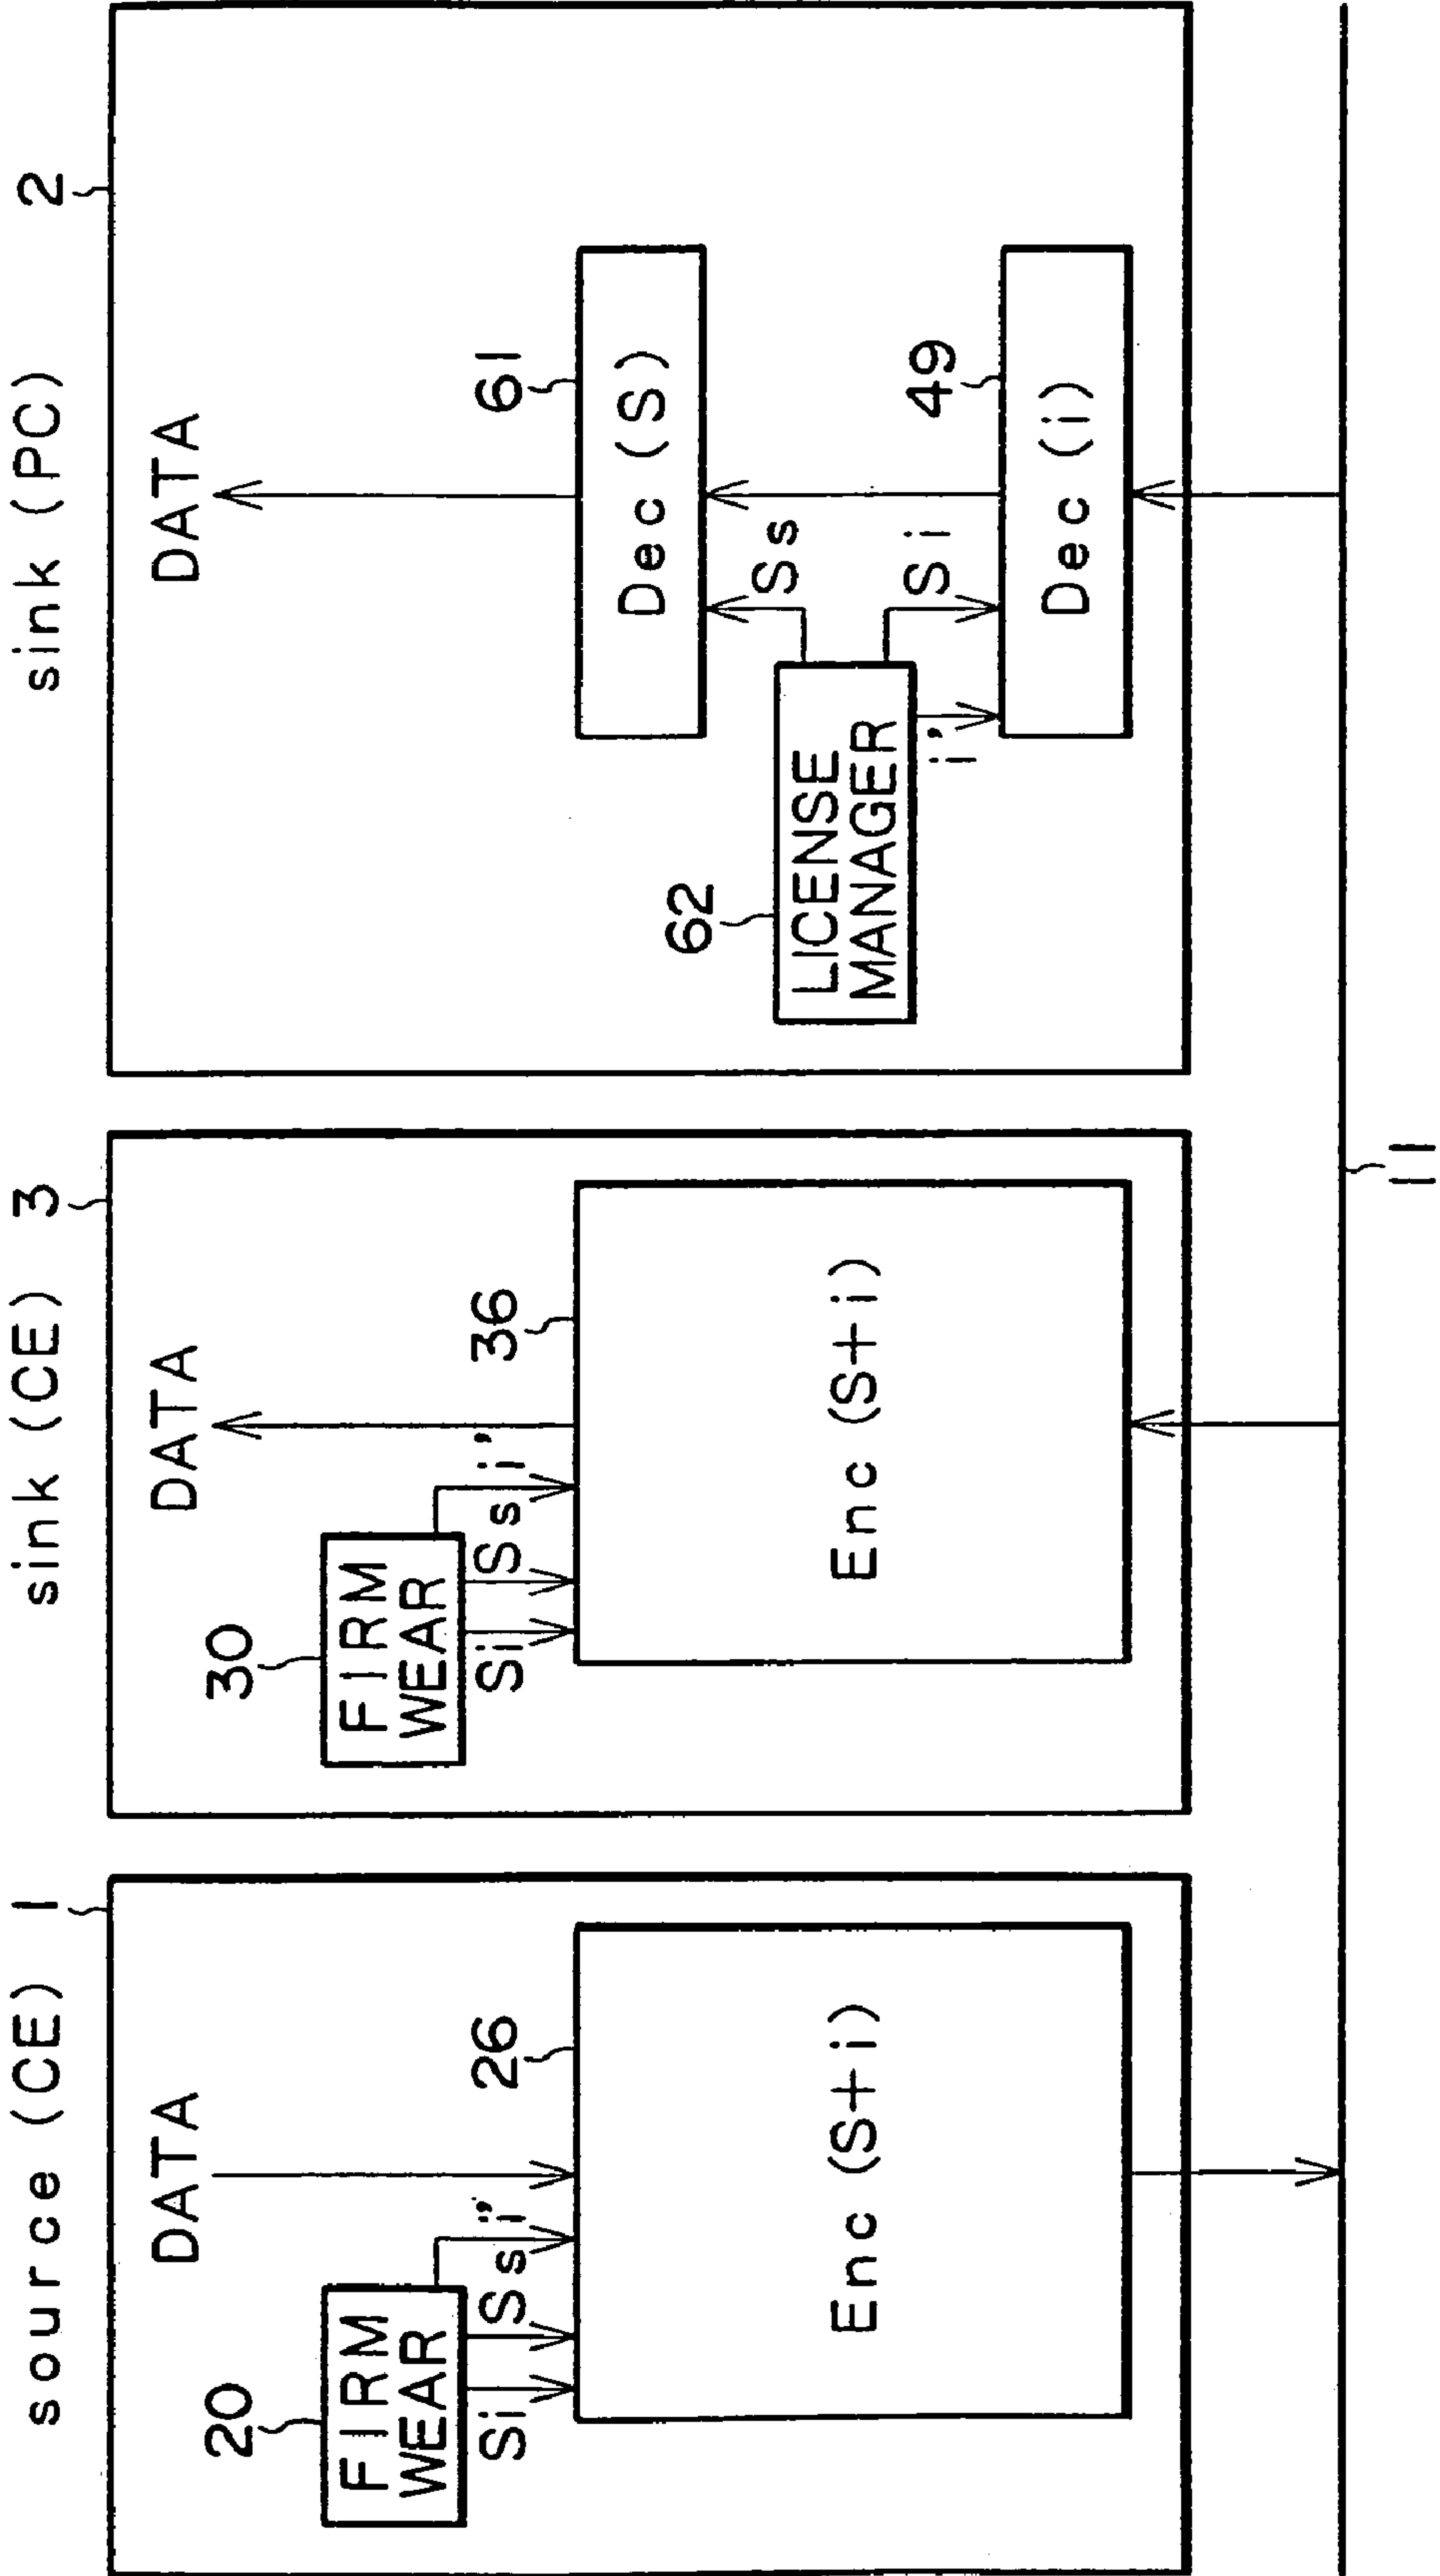 source (CE) 1
DATA
20
FIRM
WEAR
Si
Ss
i'
26
Enc (S+i)
sink (CE) 3
DATA
30
FIRM
WEAR
Si
Ss
i'
36
Enc (S+i)
sink (PC) 2
DATA
61
Dec (S)
Ss
62
LICENSE
MANAGER
Si
i'
49
Dec (i)
11